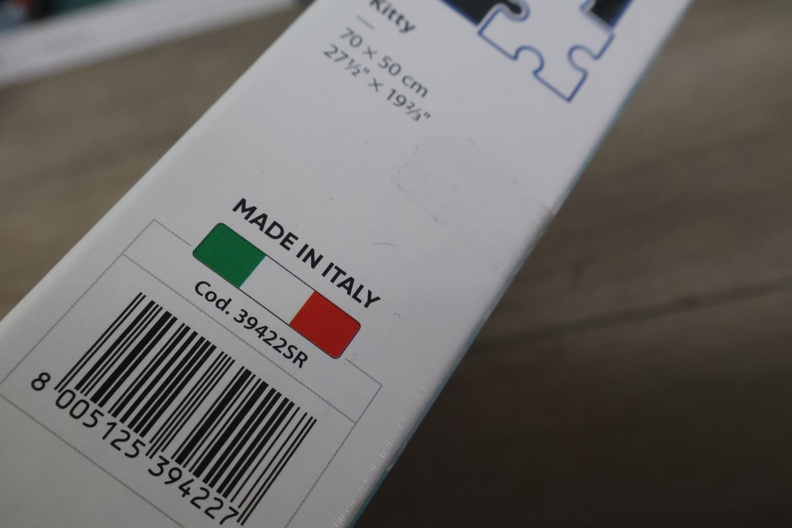 Kitty
70 × 50 cm
27½" × 19⅔"
MADE IN ITALY
Cod. 39422SR
8 005125 394227